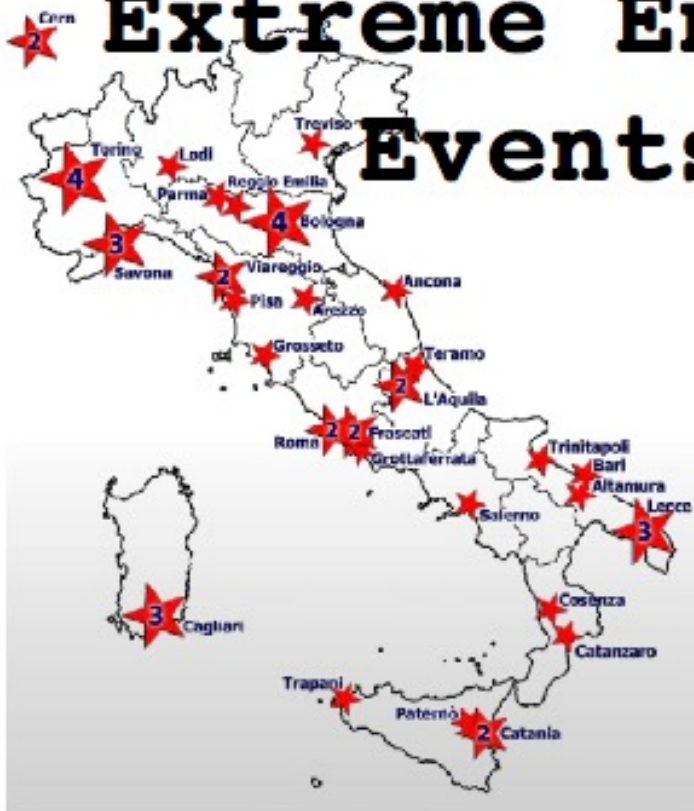 Cern
2
Extreme En
Events
Treviso
Torino
4
Lodi
Parma
Reggio Emilia
4
Bologna
3
Savona
2
Viareggio
Pisa
Arezzo
Ancona
Grosseto
Teramo
2
L'Aquila
Roma
2
2
Frascati
Grottaferrata
Trinitapoli
Bari
Altamura
Lecce
3
Salerno
3
Cagliari
Cosenza
Catanzaro
Trapani
Paternò
2
Catania